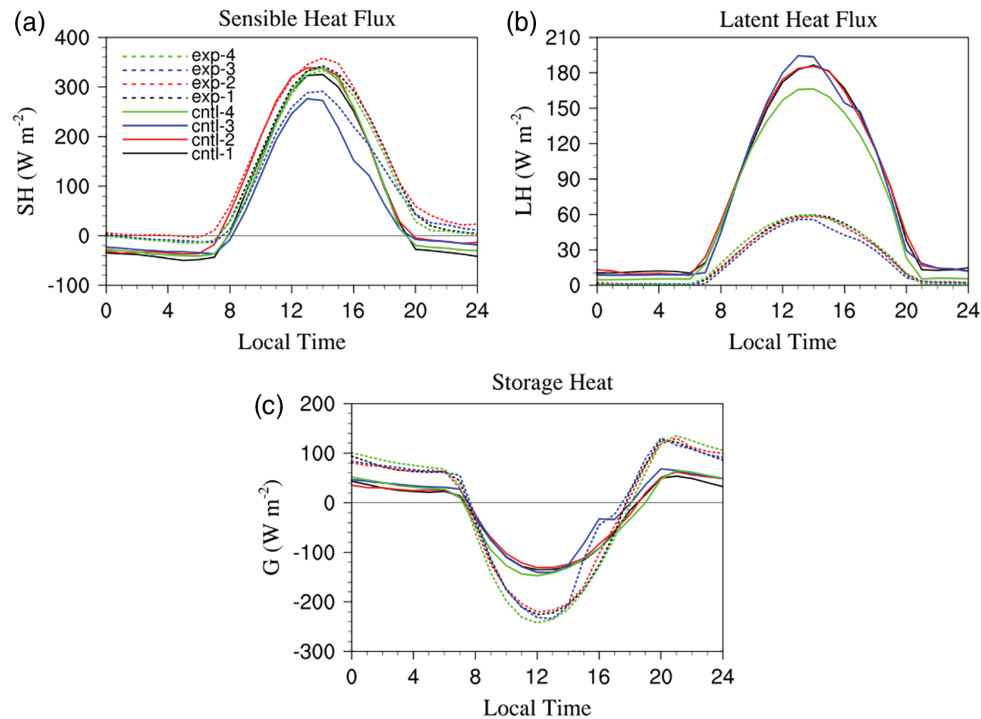 (a) Sensible Heat Flux
400
300
200
100
0
-100
SH (W m⁻²)
exp-4
exp-3
exp-2
exp-1
cntl-4
cntl-3
cntl-2
cntl-1
0 4 8 12 16 20 24
Local Time
(b) Latent Heat Flux
210
180
150
120
90
60
30
0
LH (W m⁻²)
0 4 8 12 16 20 24
Local Time
(c) Storage Heat
200
100
0
-100
-200
-300
G (W m⁻²)
0 4 8 12 16 20 24
Local Time